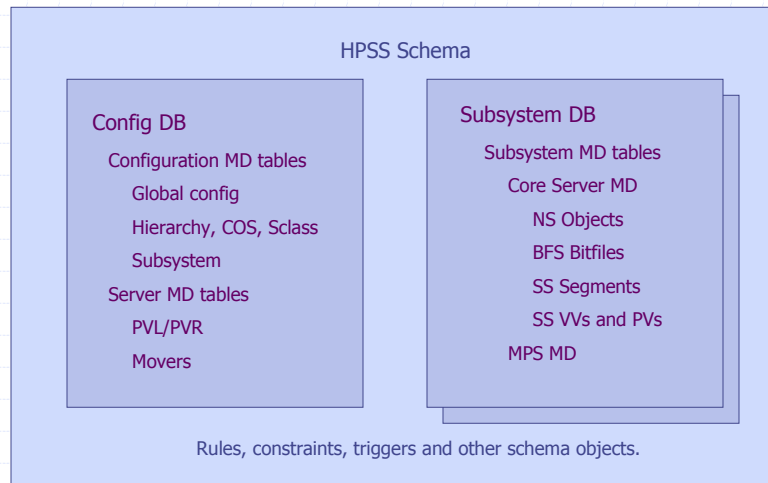 HPSS Schema
Config DB
Configuration MD tables
Global config
Hierarchy, COS, Sclass
Subsystem
Server MD tables
PVL/PVR
Movers
Subsystem DB
Subsystem MD tables
Core Server MD
NS Objects
BFS Bitfiles
SS Segments
SS VVs and PVs
MPS MD
Rules, constraints, triggers and other schema objects.